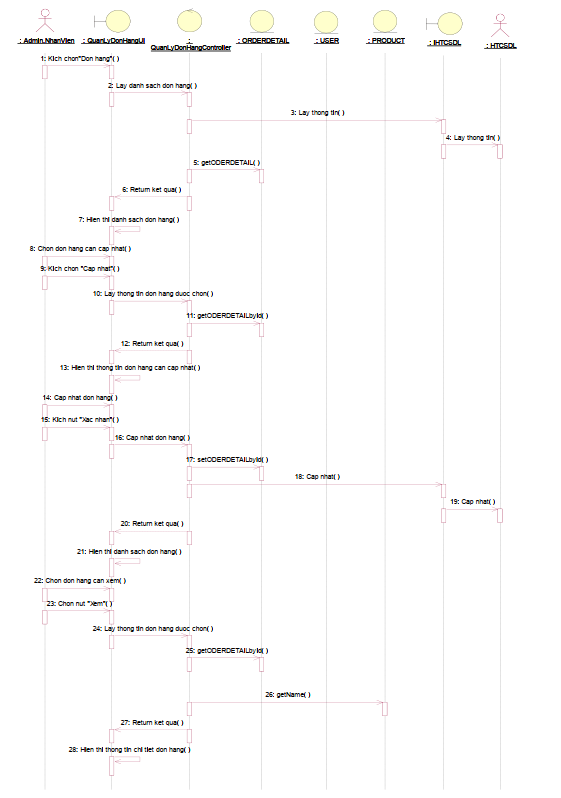 : Admin.NhanVien
: QuanLyDonHangUI
:
QuanLyDonHangController
: ORDERDETAIL
: USER
: PRODUCT
: IHTCSDL
: HTCSDL
1: Kich chon"Don hang"( )
2: Lay danh sach don hang( )
3: Lay thong tin( )
4: Lay thong tin( )
5: getODERDETAIL( )
6: Return ket qua( )
7: Hien thi danh sach don hang( )
8: Chon don hang can cap nhat( )
9: Kich chon "Cap nhat"( )
10: Lay thong tin don hang duoc chon( )
11: getODERDETAILbyId( )
12: Return ket qua( )
13: Hien thi thong tin don hang can cap nhat( )
14: Cap nhat don hang( )
15: Kich nut "Xac nhan"( )
16: Cap nhat don hang( )
17: setODERDETAILbyId( )
18: Cap nhat( )
19: Cap nhat( )
20: Return ket qua( )
21: Hien thi danh sach don hang( )
22: Chon don hang can xem( )
23: Chon nut "Xem"( )
24: Lay thong tin don hang duoc chon( )
25: getODERDETAILbyId( )
26: getName( )
27: Return ket qua( )
28: Hien thi thong tin chi tiet don hang( )